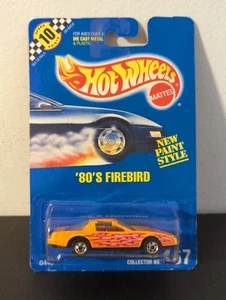 10
FOR AGES OVER 3
DIE CAST METAL
& PLASTIC
Hot Wheels
MATTEL
NEW
PAINT
STYLE
'80'S FIREBIRD
COLLECTOR NO.